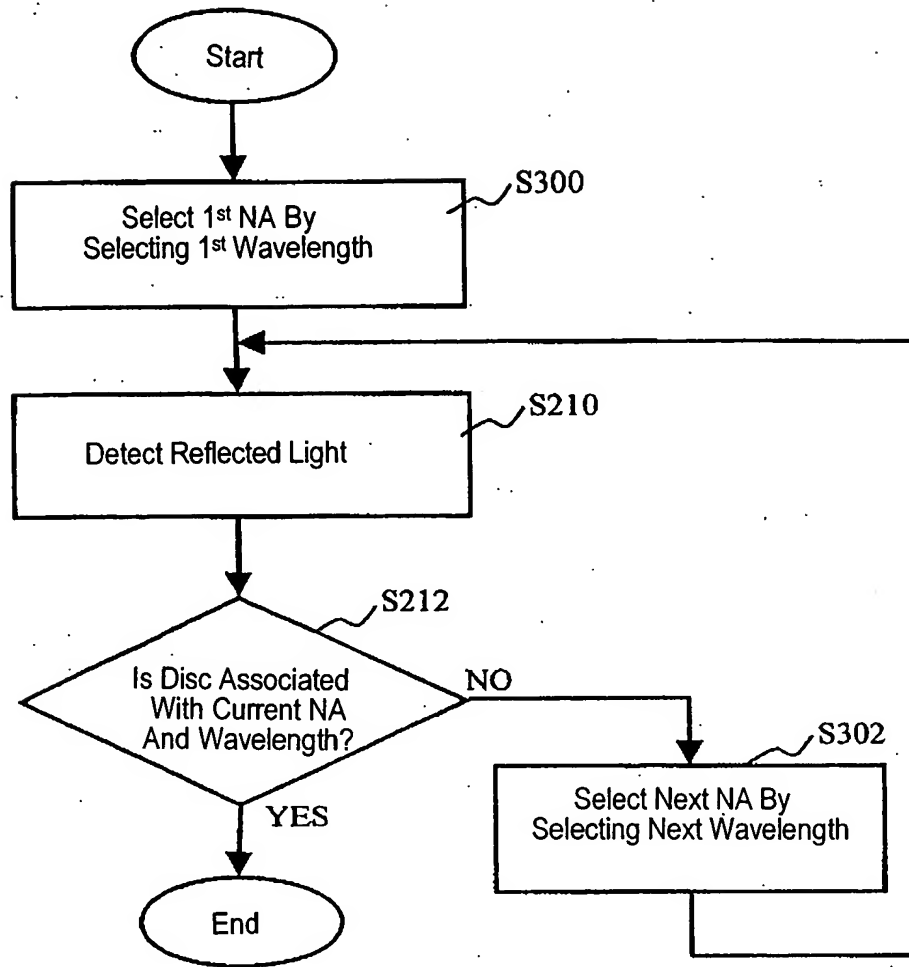 Start
S300
Select 1st NA By
Selecting 1st Wavelength
S210
Detect Reflected Light
S212
Is Disc Associated
With Current NA
And Wavelength?
NO
S302
Select Next NA By
Selecting Next Wavelength
YES
End